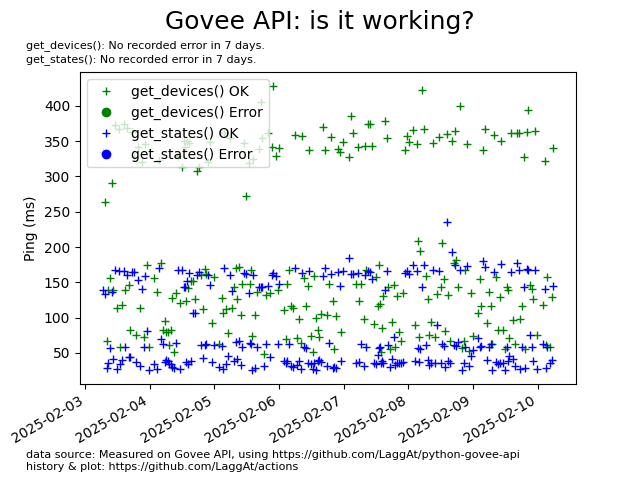 Govee API: is it working?
get_devices(): No recorded error in 7 days.
get_states(): No recorded error in 7 days.
get_devices() OK
get_devices() Error
get_states() OK
get_states() Error
Ping (ms)
400
350
300
250
200
150
100
50
2025-02-03
2025-02-04
2025-02-05
2025-02-06
2025-02-07
2025-02-08
2025-02-09
2025-02-10
data source: Measured on Govee API, using https://github.com/LaggAt/python-govee-api
history & plot: https://github.com/LaggAt/actions